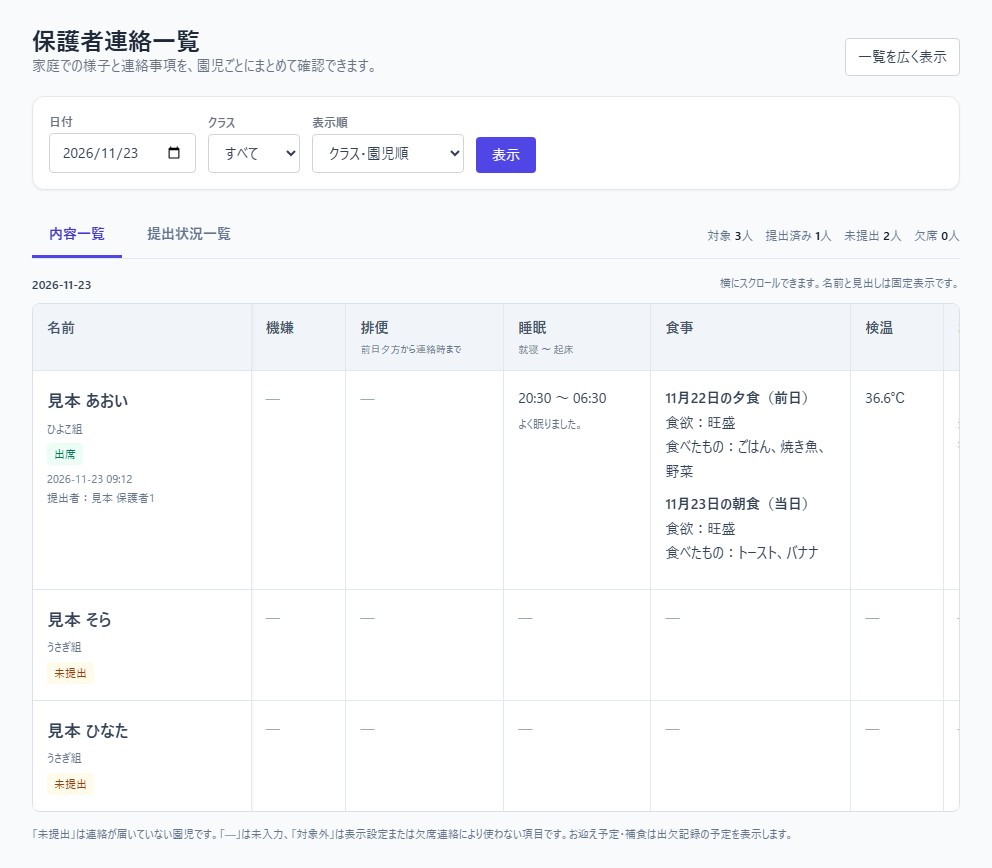 保護者連絡一覧
家庭での様子と連絡事項を、園児ごとにまとめて確認できます。
一覧を広く表示
日付 クラス 表示順
2026/11/23 すべて クラス・園児順 表示
内容一覧 提出状況一覧 対象 3人 提出済み 1人 未提出 2人 欠席 0人
2026-11-23 横にスクロールできます。名前と見出しは固定表示です。
名前 機嫌 排便 睡眠 食事 検温
前日夕方から連絡時まで 就寝 〜 起床
見本 あおい — — 20:30 〜 06:30 11月22日の夕食（前日） 36.6℃
ひよこ組 よく眠りました。 食欲：旺盛
出席 食べたもの：ごはん、焼き魚、
2026-11-23 09:12 野菜
提出者：見本 保護者1 11月23日の朝食（当日）
食欲：旺盛
食べたもの：トースト、バナナ
見本 そら — — — — —
うさぎ組
未提出
見本 ひなた — — — — —
うさぎ組
未提出
「未提出」は連絡が届いていない園児です。「—」は未入力、「対象外」は表示設定または欠席連絡により使わない項目です。お迎え予定・補食は出欠記録の予定を表示します。